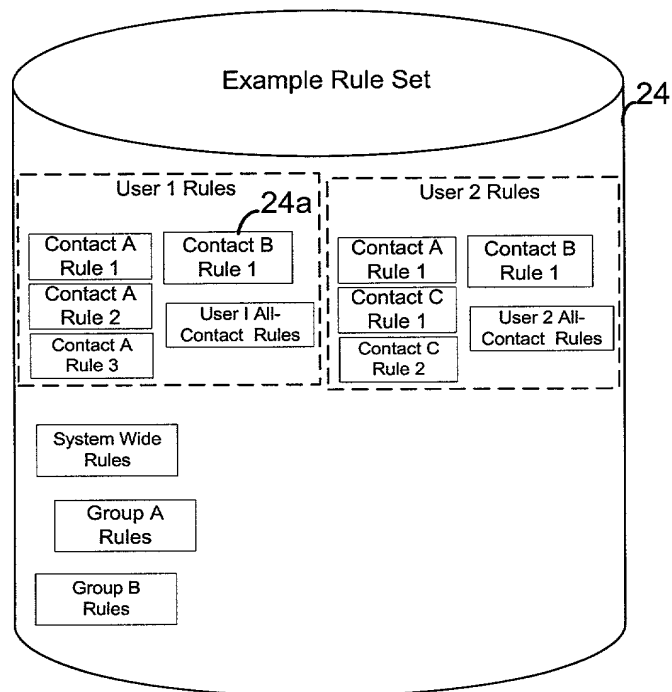 Example Rule Set
24
User 1 Rules
24a
Contact A
Rule 1
Contact B
Rule 1
Contact A
Rule 2
User I All-
Contact Rules
Contact A
Rule 3
User 2 Rules
Contact A
Rule 1
Contact B
Rule 1
Contact C
Rule 1
User 2 All-
Contact Rules
Contact C
Rule 2
System Wide
Rules
Group A
Rules
Group B
Rules